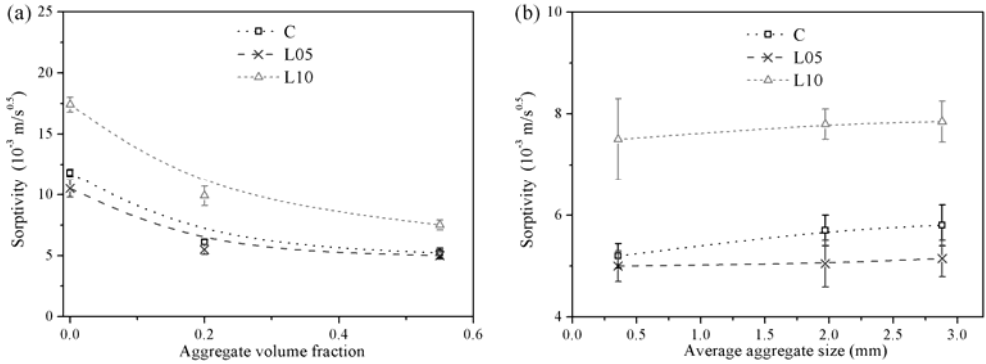 (a)
25
20
15
10
5
0
0.0
0.2
0.4
0.6
Sorptivity (10⁻³ m/s⁰·⁵)
Aggregate volume fraction
C
L05
L10
(b)
10
8
6
4
0.0
0.5
1.0
1.5
2.0
2.5
3.0
Sorptivity (10⁻³ m/s⁰·⁵)
Average aggregate size (mm)
C
L05
L10